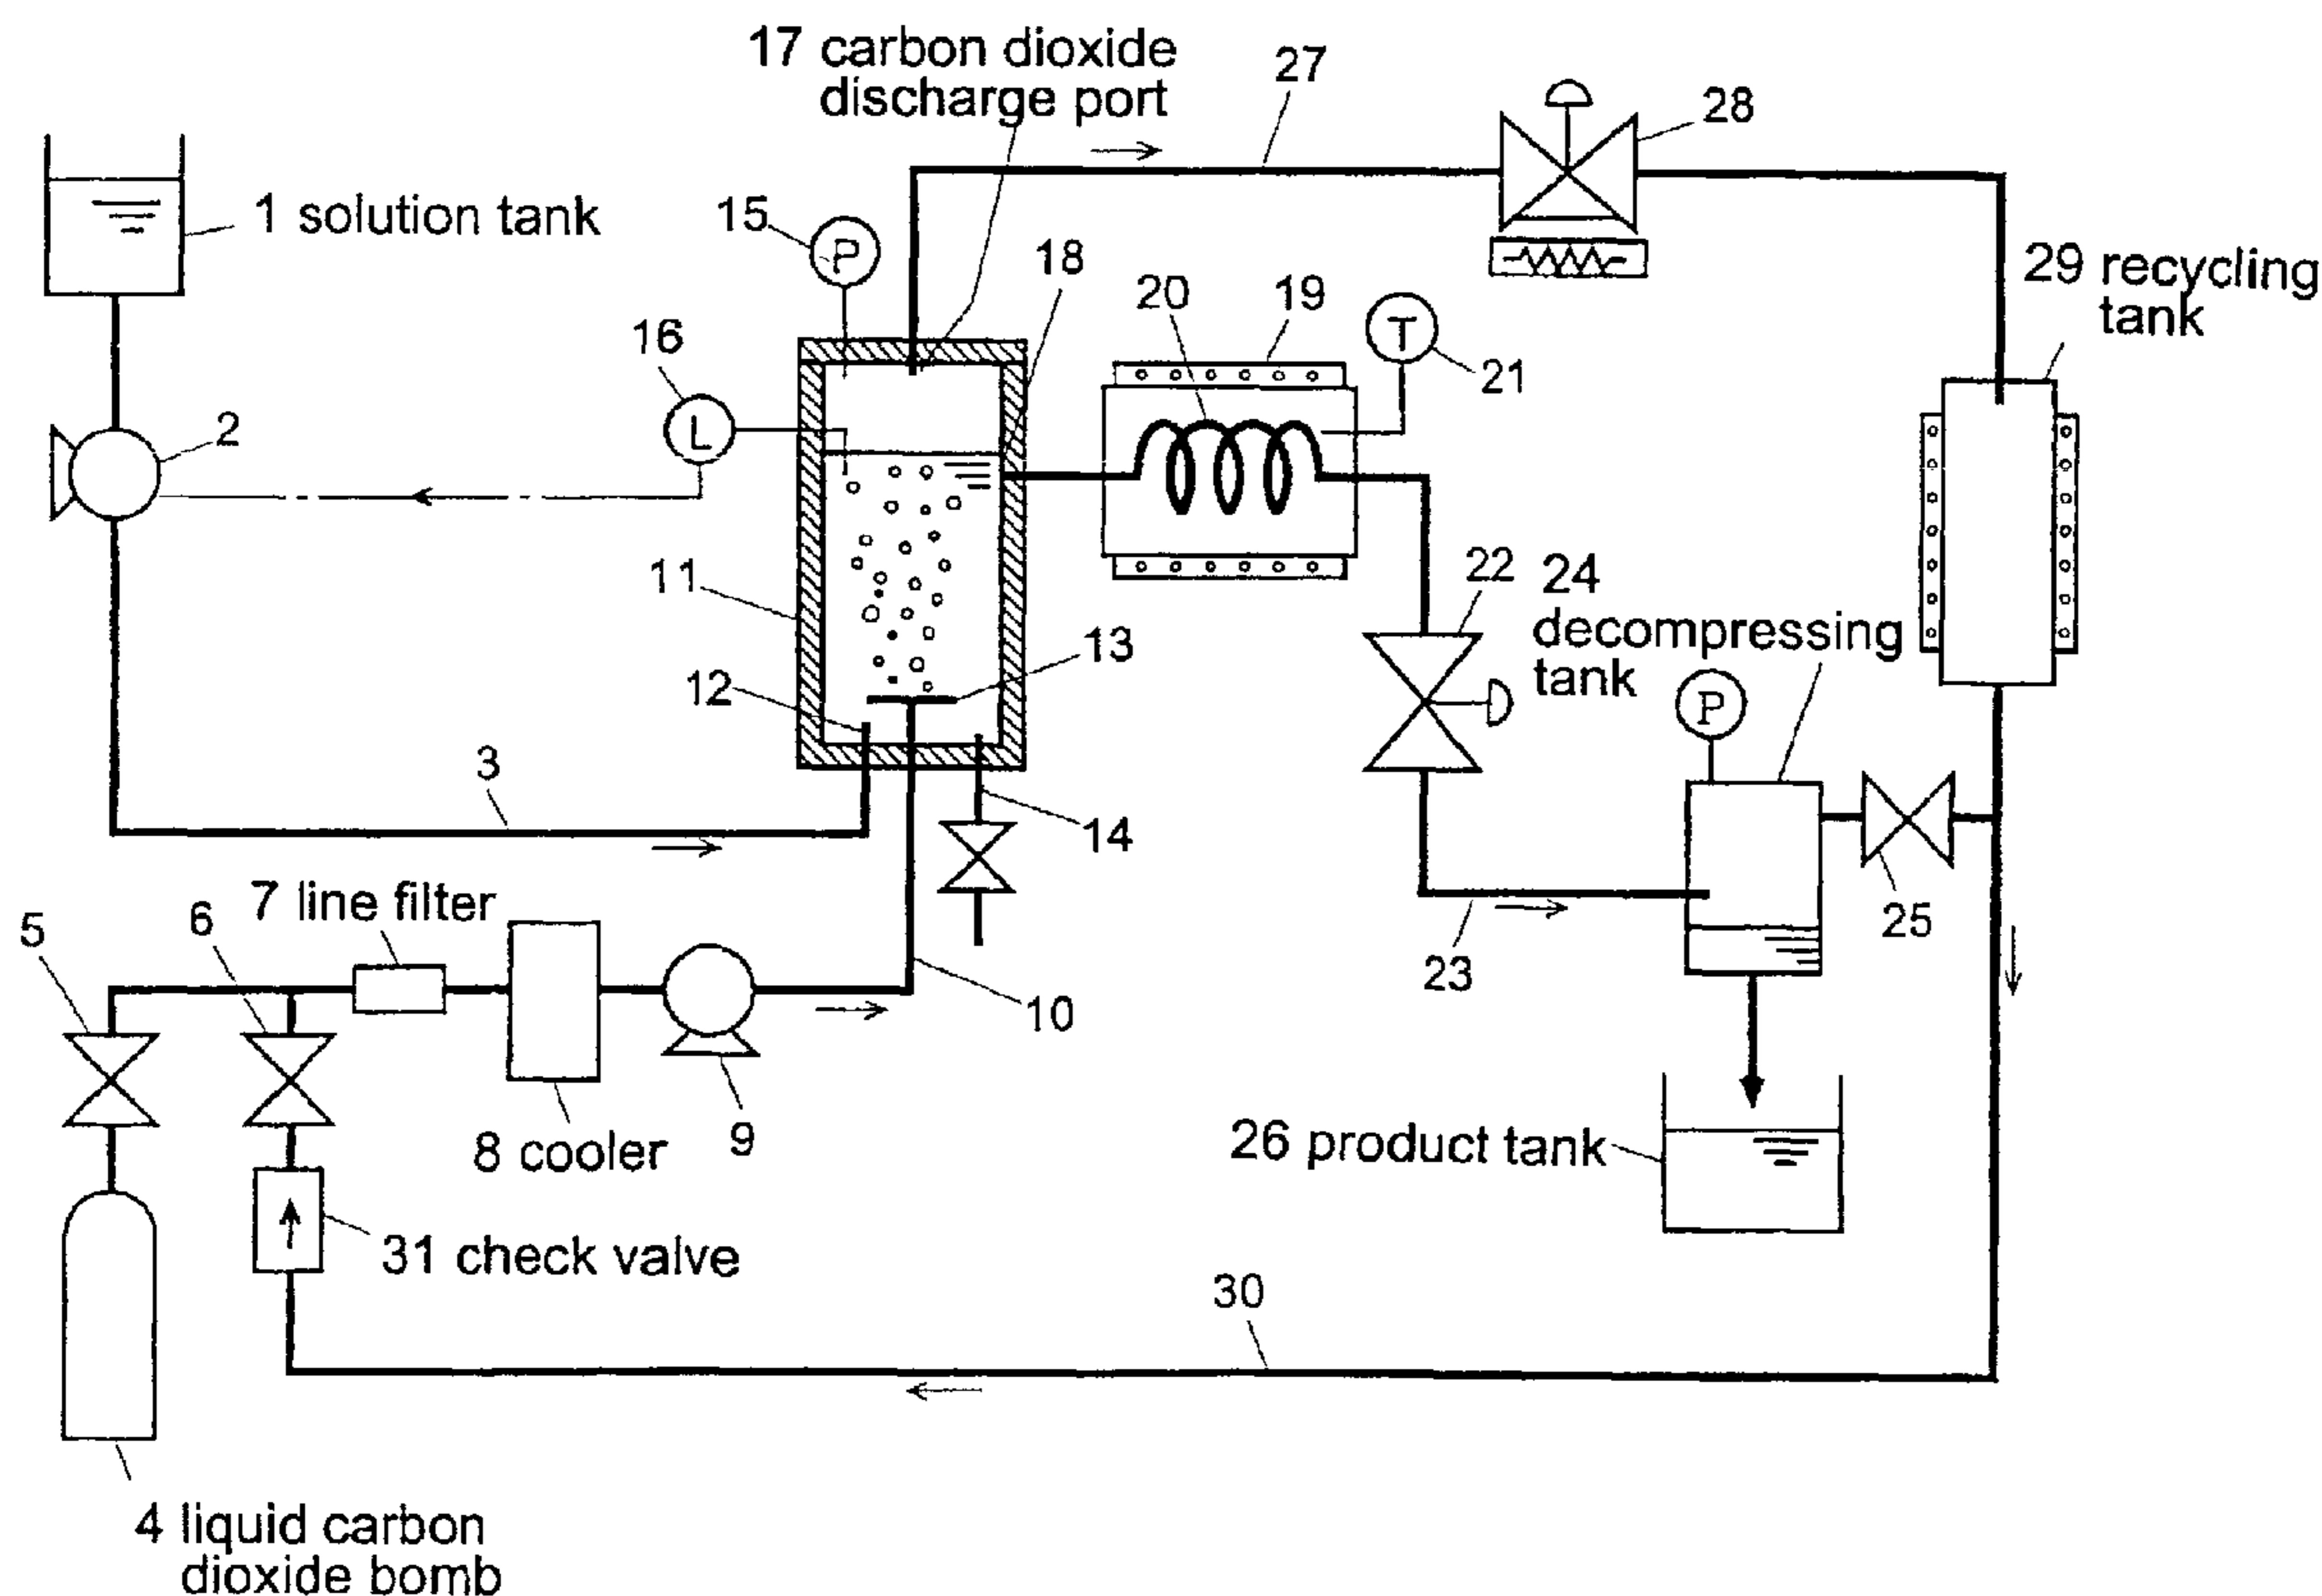 17 carbon dioxide
discharge port
27
28
1 solution tank
15
P
18
29 recycling
tank
20
19
T
21
16
L
2
11
22
24
decompressing
tank
13
12
P
3
14
7 line filter
5
6
25
23
10
8 cooler
9
26 product tank
31 check valve
30
4 liquid carbon
dioxide bomb